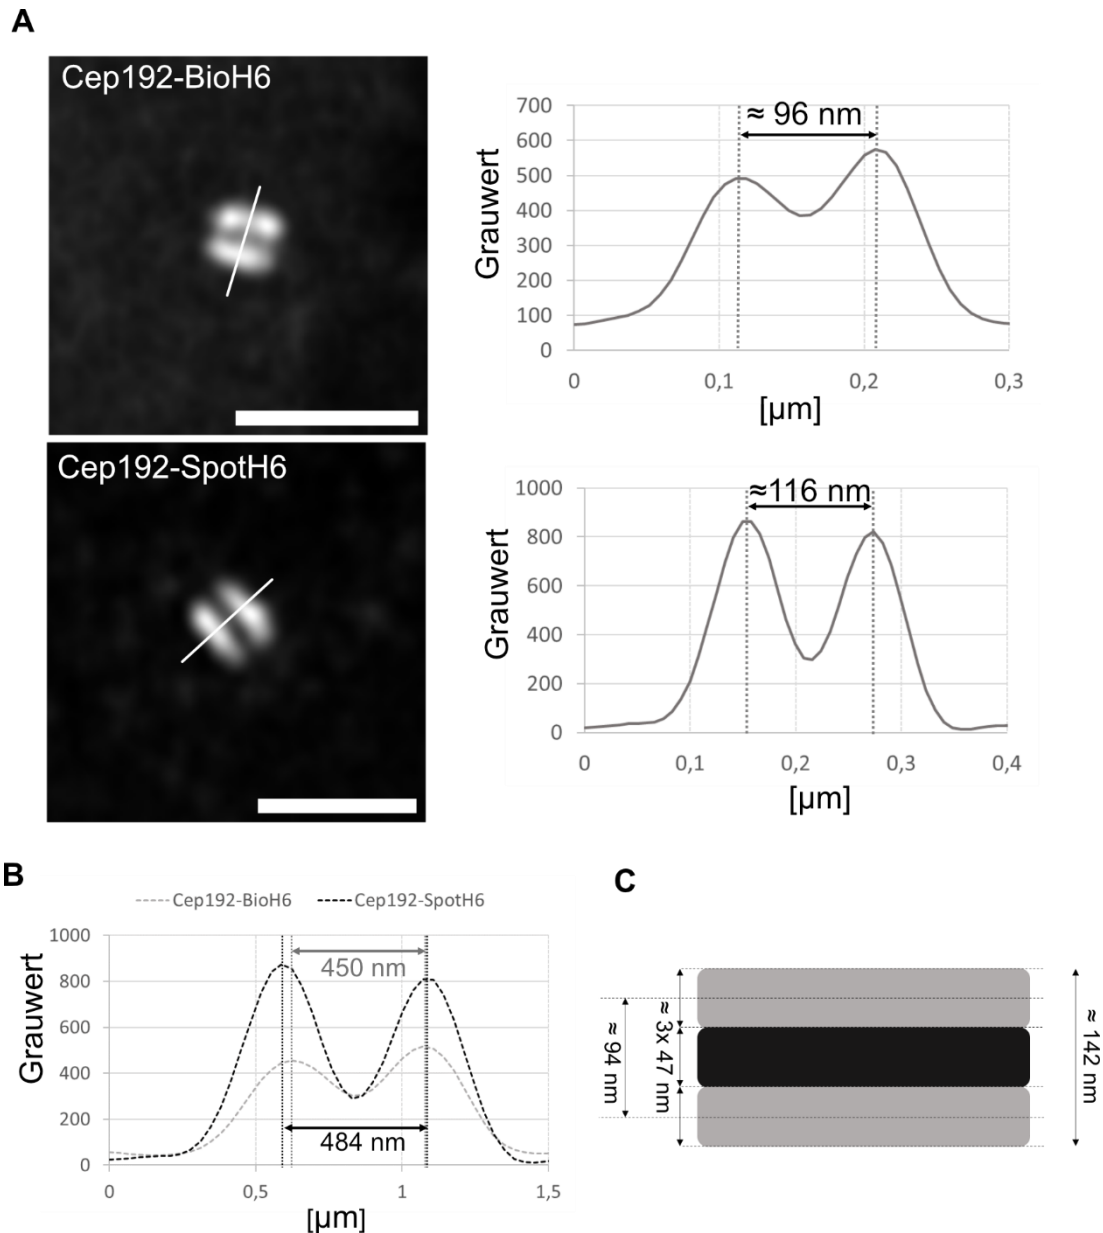 A
Cep192-BioH6
≈ 96 nm
Grauwert
700
600
500
400
300
200
100
0
0
0,1
0,2
0,3
[µm]
Cep192-SpotH6
≈116 nm
Grauwert
1000
800
600
400
200
0
0
0,1
0,2
0,3
0,4
[µm]
B
Cep192-BioH6
Cep192-SpotH6
450 nm
484 nm
Grauwert
1000
800
600
400
200
0
0
0,5
1
1,5
[µm]
C
≈ 94 nm
≈ 3x 47 nm
≈ 142 nm